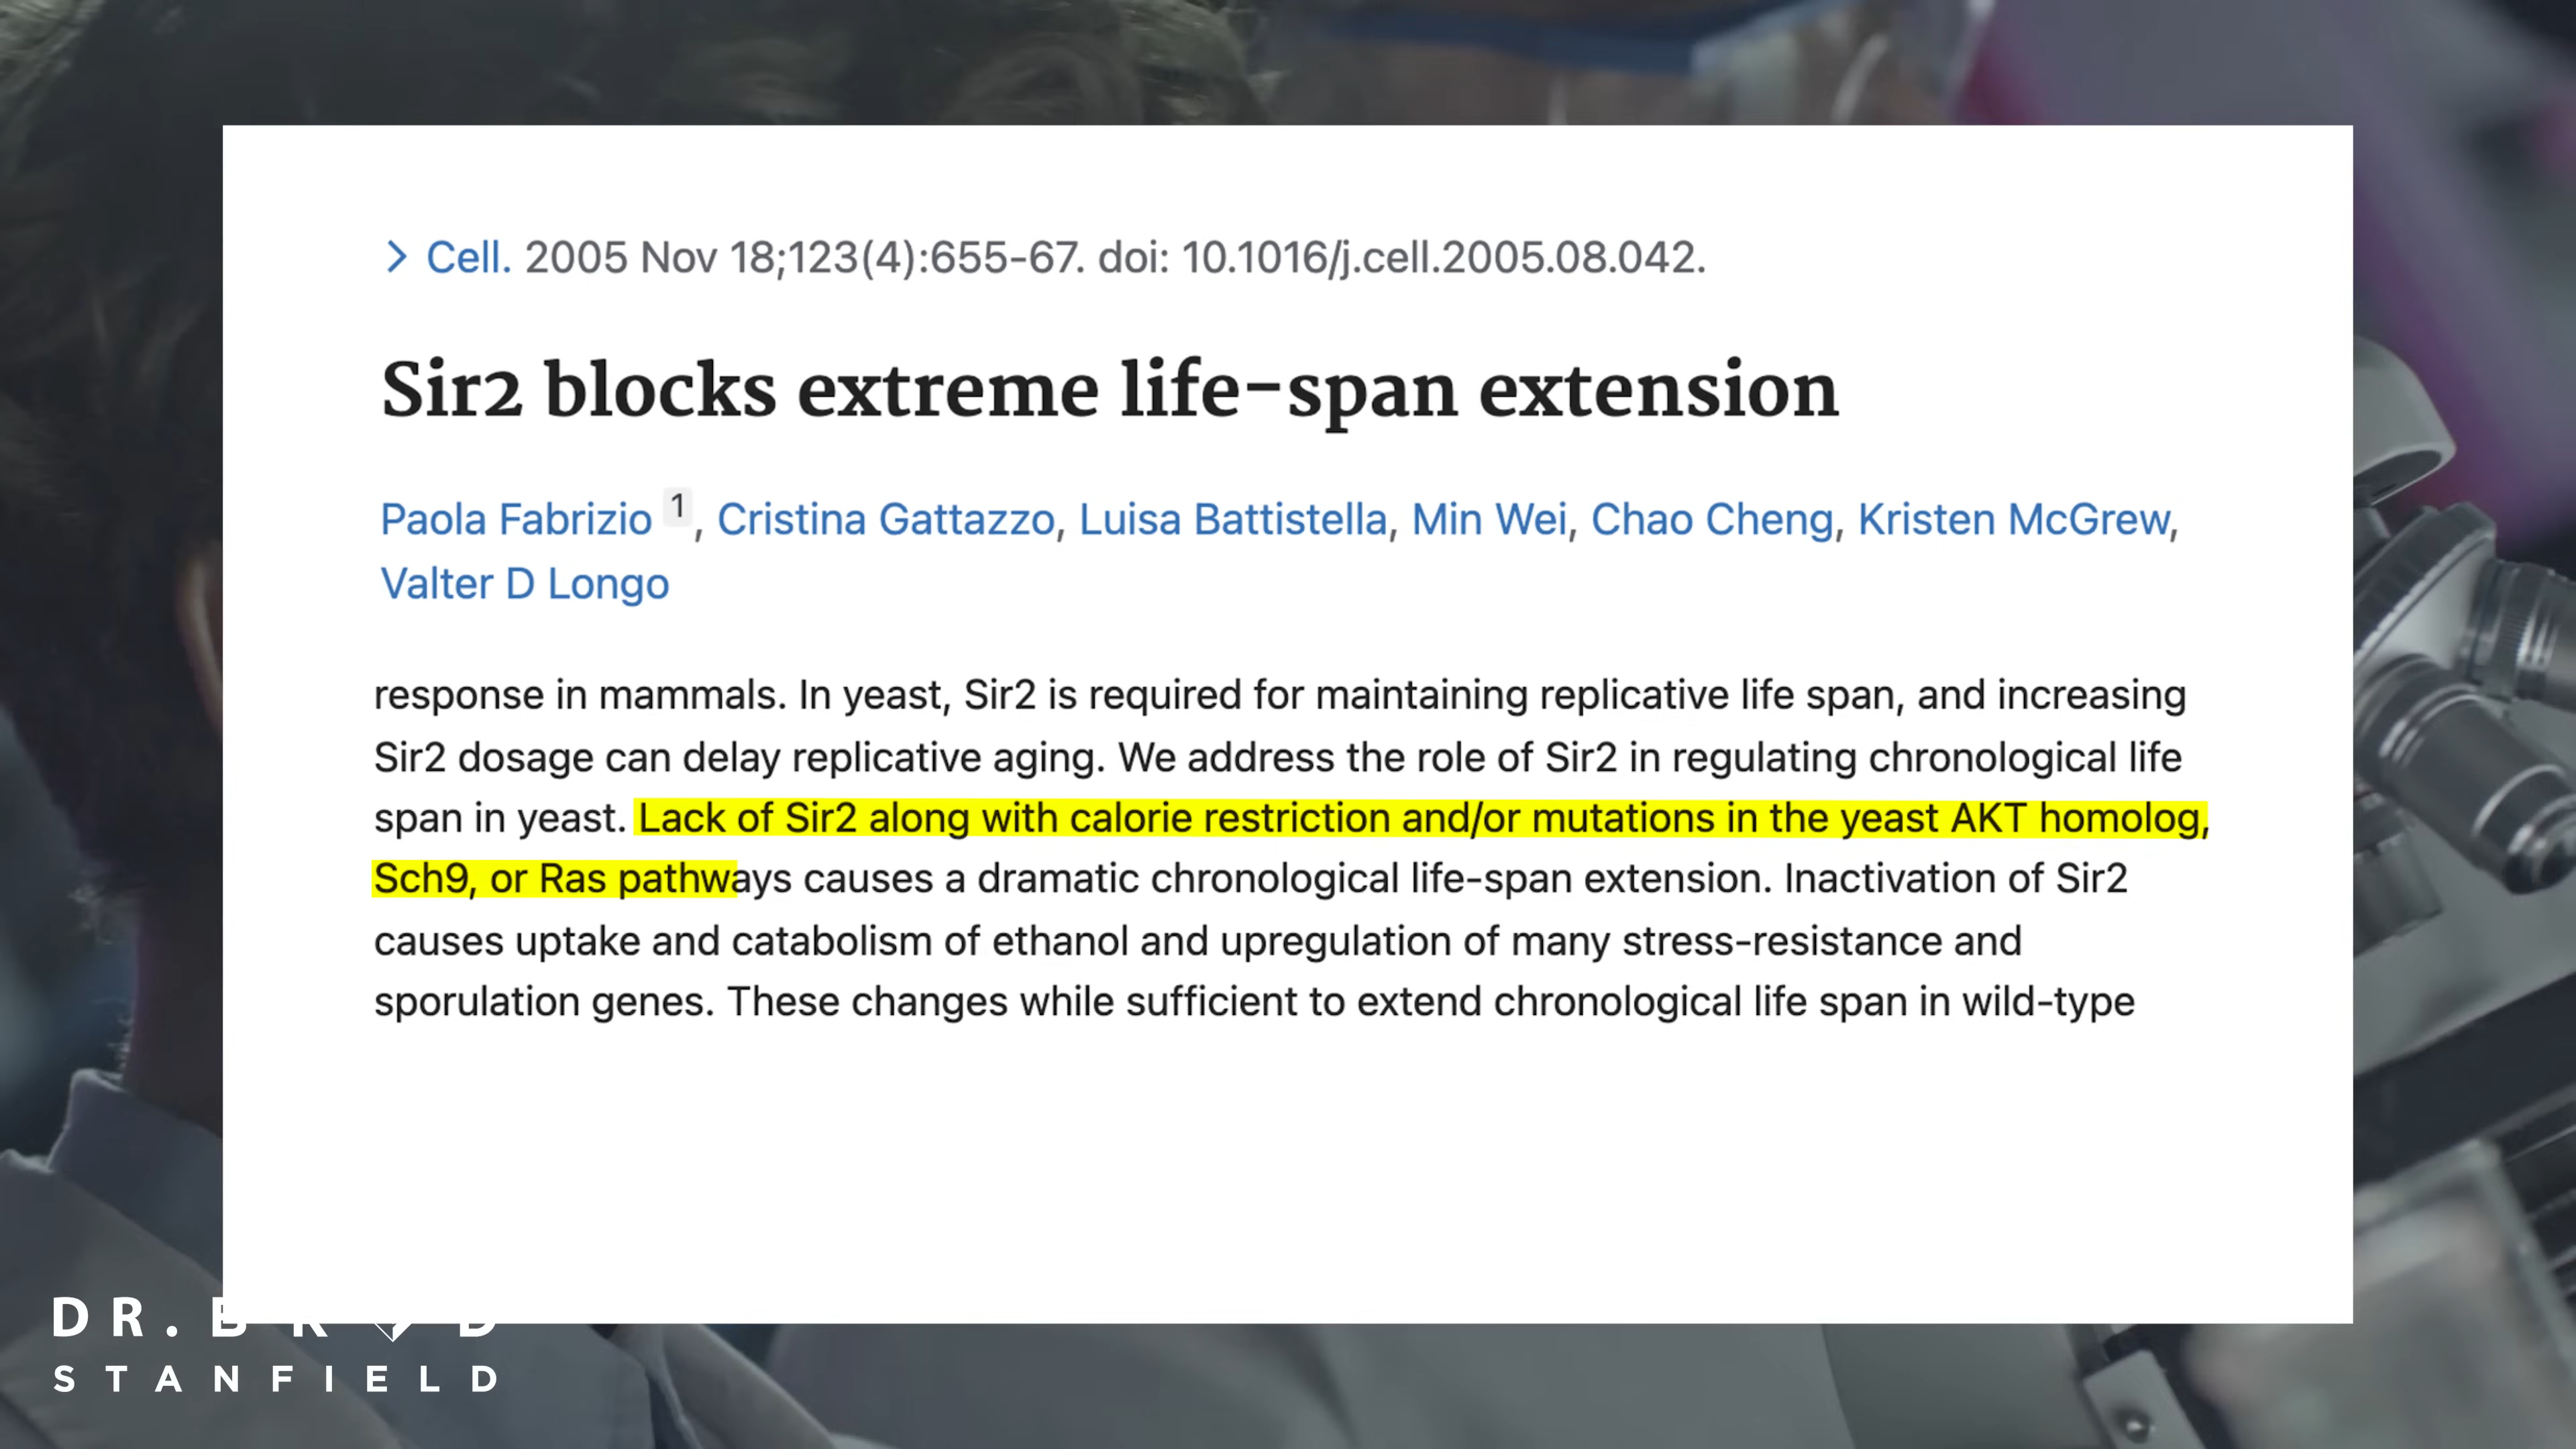 > Cell. 2005 Nov 18;123(4):655-67. doi: 10.1016/j.cell.2005.08.042.
Sir2 blocks extreme life-span extension
Paola Fabrizio 1, Cristina Gattazzo, Luisa Battistella, Min Wei, Chao Cheng, Kristen McGrew,
Valter D Longo
response in mammals. In yeast, Sir2 is required for maintaining replicative life span, and increasing
Sir2 dosage can delay replicative aging. We address the role of Sir2 in regulating chronological life
span in yeast. Lack of Sir2 along with calorie restriction and/or mutations in the yeast AKT homolog,
Sch9, or Ras pathways causes a dramatic chronological life-span extension. Inactivation of Sir2
causes uptake and catabolism of ethanol and upregulation of many stress-resistance and
sporulation genes. These changes while sufficient to extend chronological life span in wild-type
DR. BRAD
STANFIELD